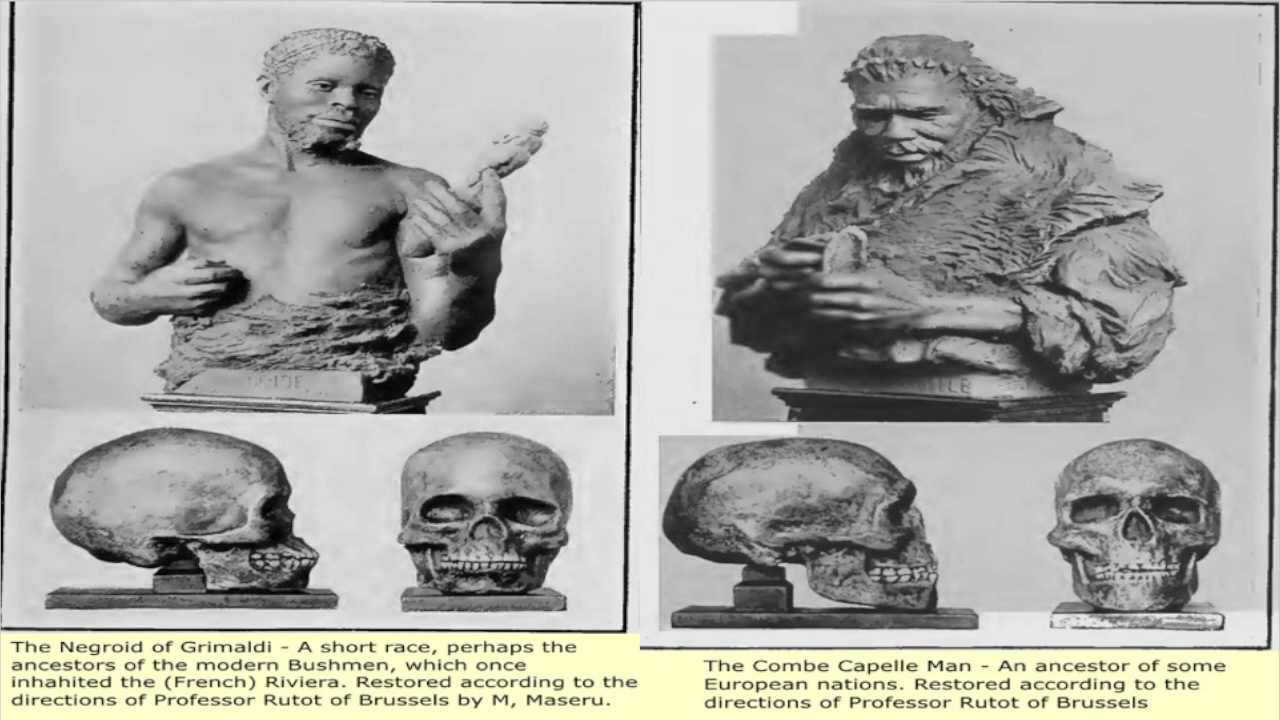 The Negroid of Grimaldi - A short race, perhaps the
ancestors of the modern Bushmen, which once
inhahited the (French) Riviera. Restored according to the
directions of Professor Rutot of Brussels by M, Maseru.
The Combe Capelle Man - An ancestor of some
European nations. Restored according to the
directions of Professor Rutot of Brussels